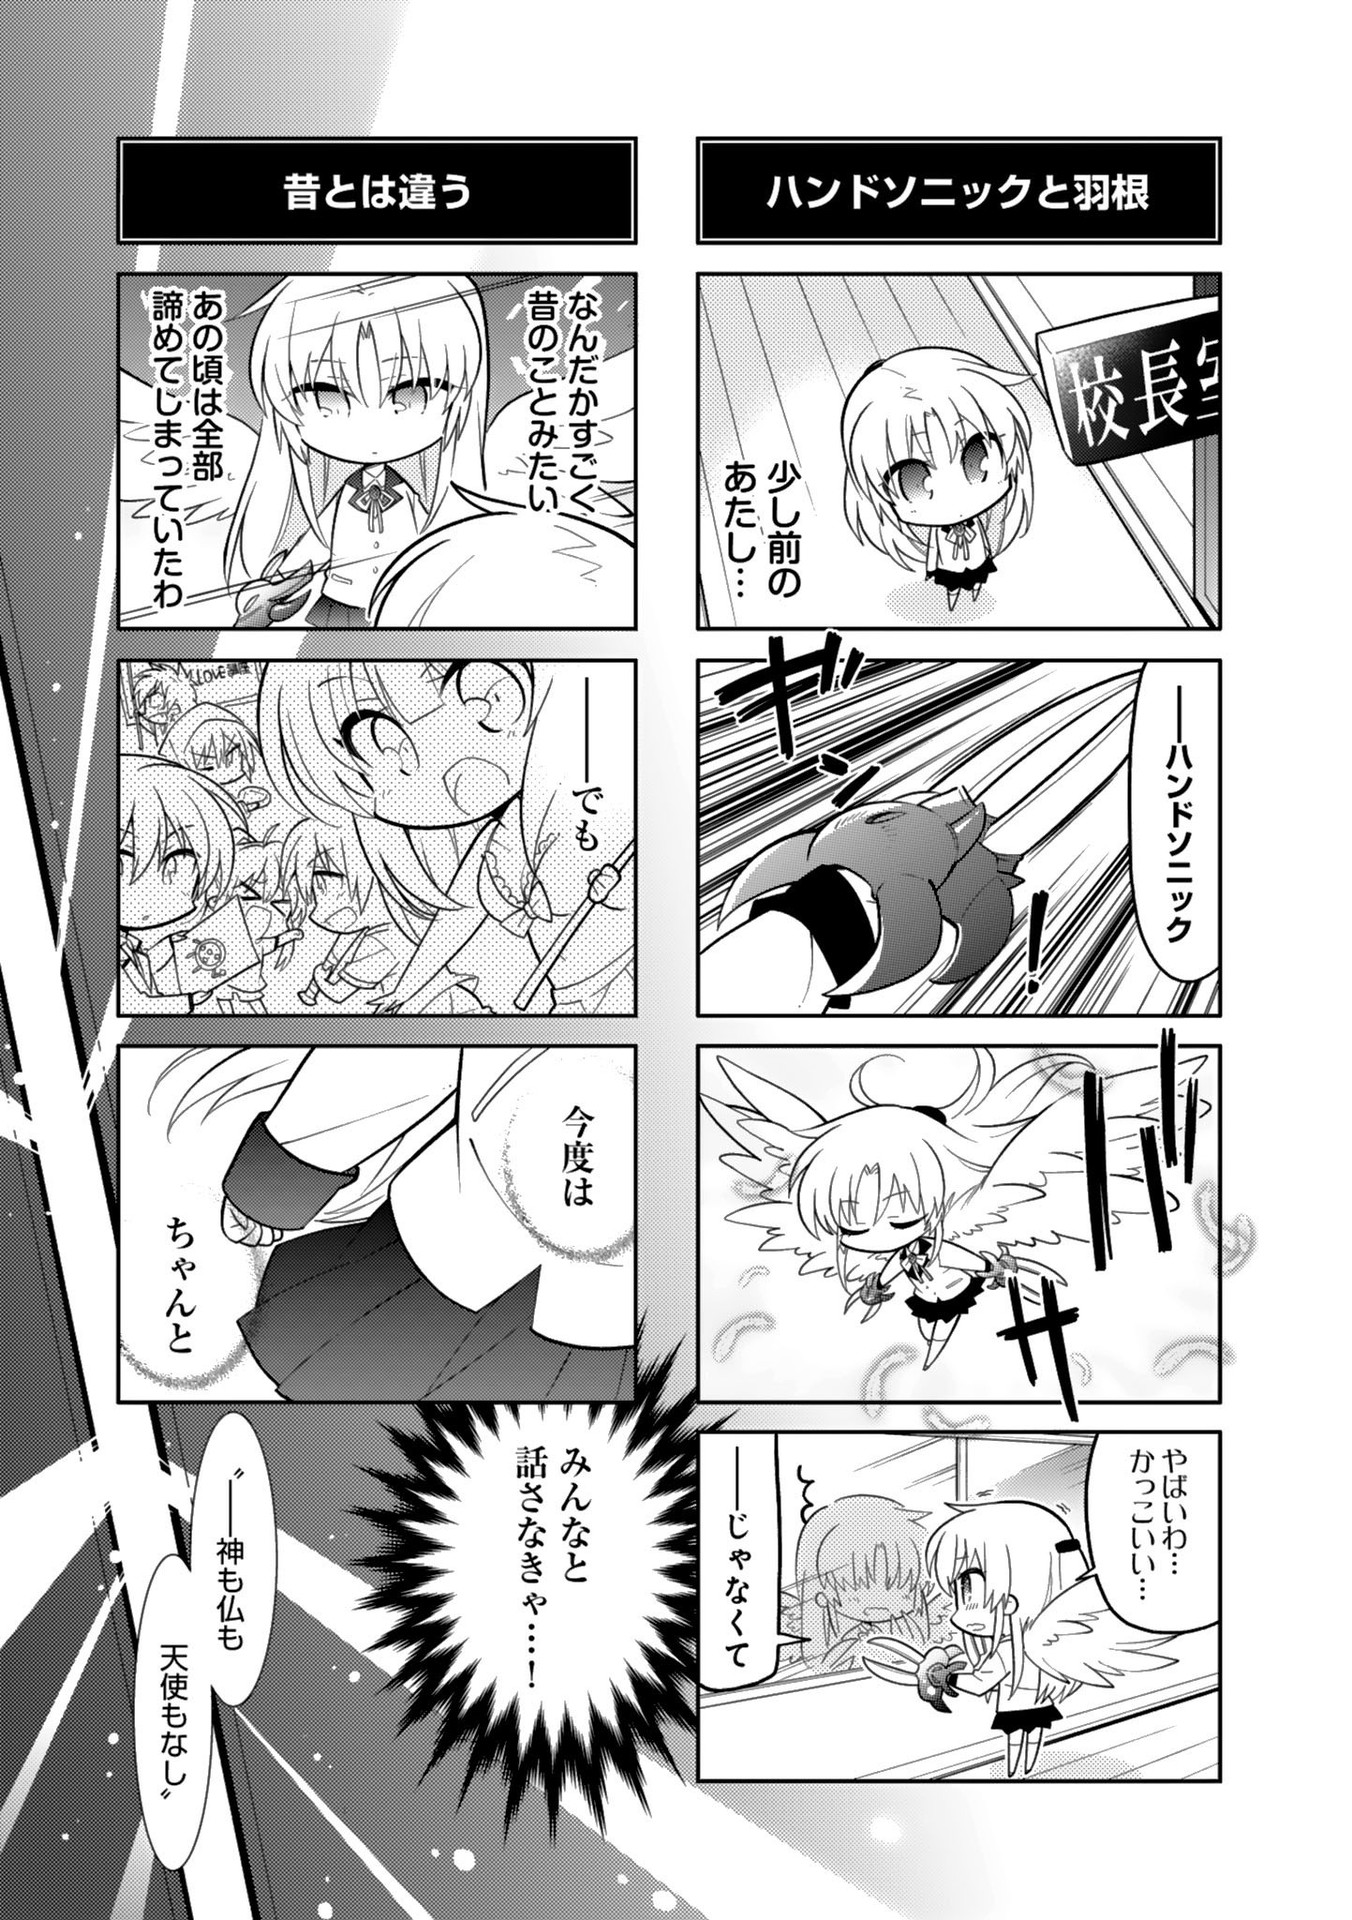 ハンドソニックと羽根
校長室
少し前の
あたし…
──ハンドソニック
ギンッ!
バサッ
やばいわ…
かっこいい…
──じゃなくて
昔とは違う
なんだかすごく
昔のことみたい
あの頃は全部
諦めてしまっていたわ
LOVE
──でも
今度は
ちゃんと
みんなと
話さなきゃ…!
〝──神も仏も
天使もなし〟